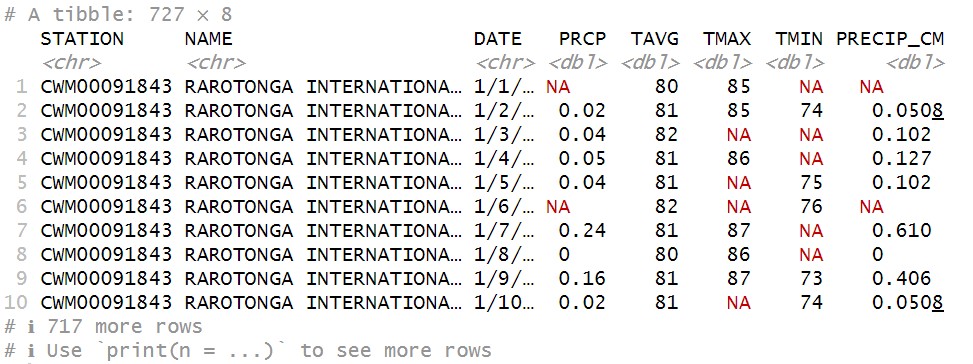 # A tibble: 727 × 8
STATION NAME DATE PRCP TAVG TMAX TMIN PRECIP_CM
<chr> <chr> <chr> <dbl> <dbl> <dbl> <dbl> <dbl>
1 CWM00091843 RAROTONGA INTERNATIONA… 1/1/… NA 80 85 NA NA
2 CWM00091843 RAROTONGA INTERNATIONA… 1/2/… 0.02 81 85 74 0.0508
3 CWM00091843 RAROTONGA INTERNATIONA… 1/3/… 0.04 82 NA NA 0.102
4 CWM00091843 RAROTONGA INTERNATIONA… 1/4/… 0.05 81 86 NA 0.127
5 CWM00091843 RAROTONGA INTERNATIONA… 1/5/… 0.04 81 NA 75 0.102
6 CWM00091843 RAROTONGA INTERNATIONA… 1/6/… NA 82 NA 76 NA
7 CWM00091843 RAROTONGA INTERNATIONA… 1/7/… 0.24 81 87 NA 0.610
8 CWM00091843 RAROTONGA INTERNATIONA… 1/8/… 0 80 86 NA 0
9 CWM00091843 RAROTONGA INTERNATIONA… 1/9/… 0.16 81 87 73 0.406
10 CWM00091843 RAROTONGA INTERNATIONA… 1/10… 0.02 81 NA 74 0.0508
# ℹ 717 more rows
# ℹ Use `print(n = ...)` to see more rows